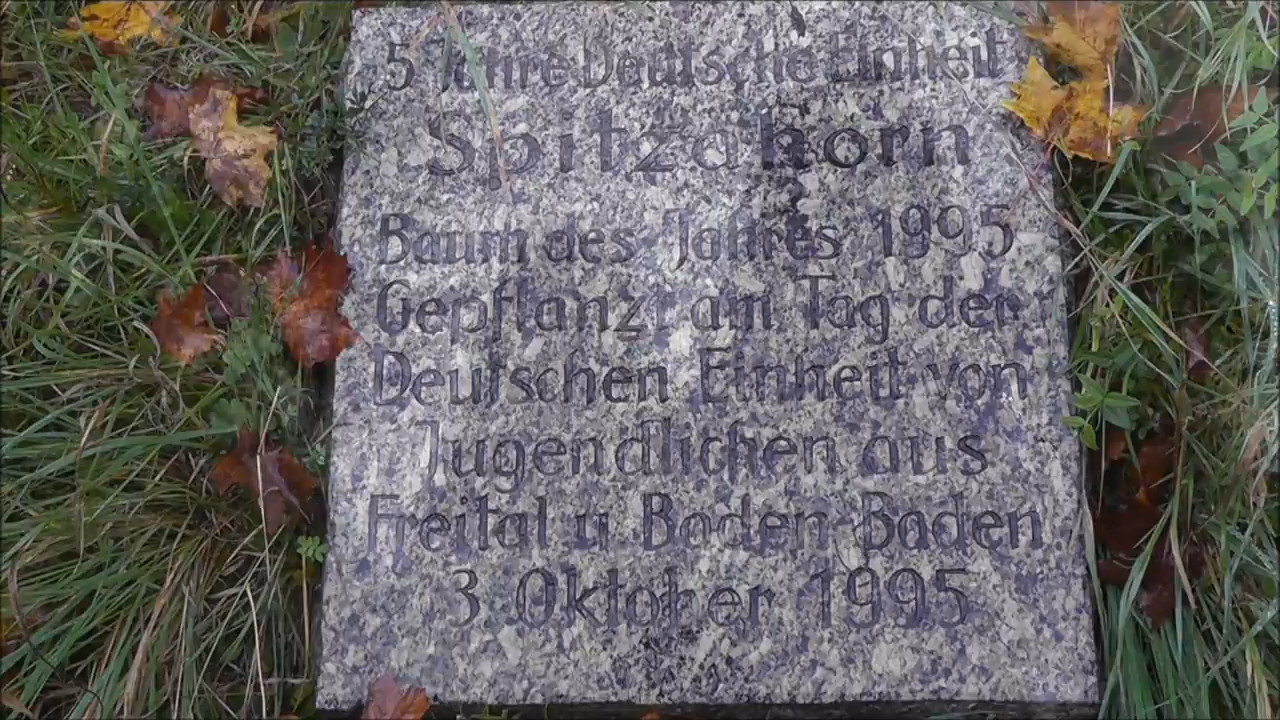 5 Jahre Deutsche Einheit
Spitzahorn
Baum des Jahres 1995
Gepflanzt am Tag der
Deutschen Einheit von
Jugendlichen aus
Freital u Baden Baden
3 Oktober 1995